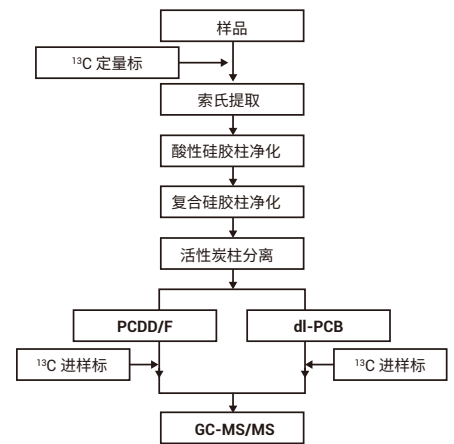 样品
¹³C 定量标
索氏提取
酸性硅胶柱净化
复合硅胶柱净化
活性炭柱分离
PCDD/F
dl-PCB
¹³C 进样标
¹³C 进样标
GC-MS/MS